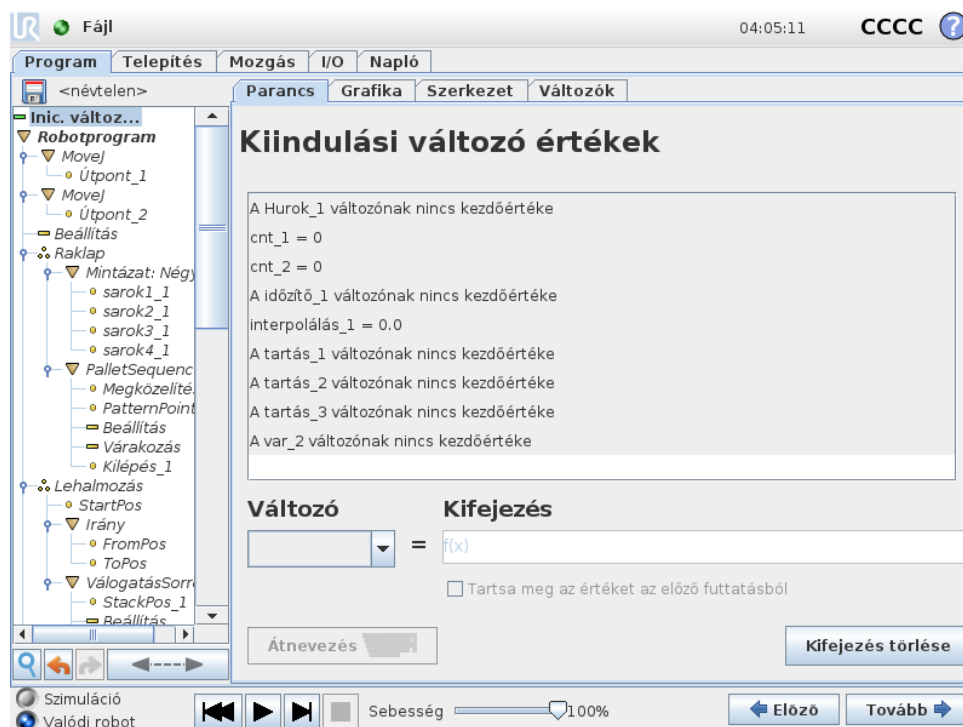 UR Fájl 04:05:11 CCCC ?
Program Telepítés Mozgás I/O Napló
<névtelen>
Parancs Grafika Szerkezet Változók
Inic. változ...
Robotprogram
MoveJ
Útpont_1
MoveJ
Útpont_2
Beállítás
Raklap
Mintázat: Négy
sarok1_1
sarok2_1
sarok3_1
sarok4_1
PalletSequenc
Megközelítés
PatternPoint
Beállítás
Várakozás
Kilépés_1
Lehalmozás
StartPos
Irány
FromPos
ToPos
VálogatásSorr
StackPos_1
Beállítás
Kiindulási változó értékek
A Hurok_1 változónak nincs kezdőértéke
cnt_1 = 0
cnt_2 = 0
A időzítő_1 változónak nincs kezdőértéke
interpolálás_1 = 0.0
A tartás_1 változónak nincs kezdőértéke
A tartás_2 változónak nincs kezdőértéke
A tartás_3 változónak nincs kezdőértéke
A var_2 változónak nincs kezdőértéke
Változó Kifejezés
= f(x)
Tartsa meg az értéket az előző futtatásból
Átnevezés
Kifejezés törlése
Szimuláció
Valódi robot
Sebesség 100%
Előző Tovább